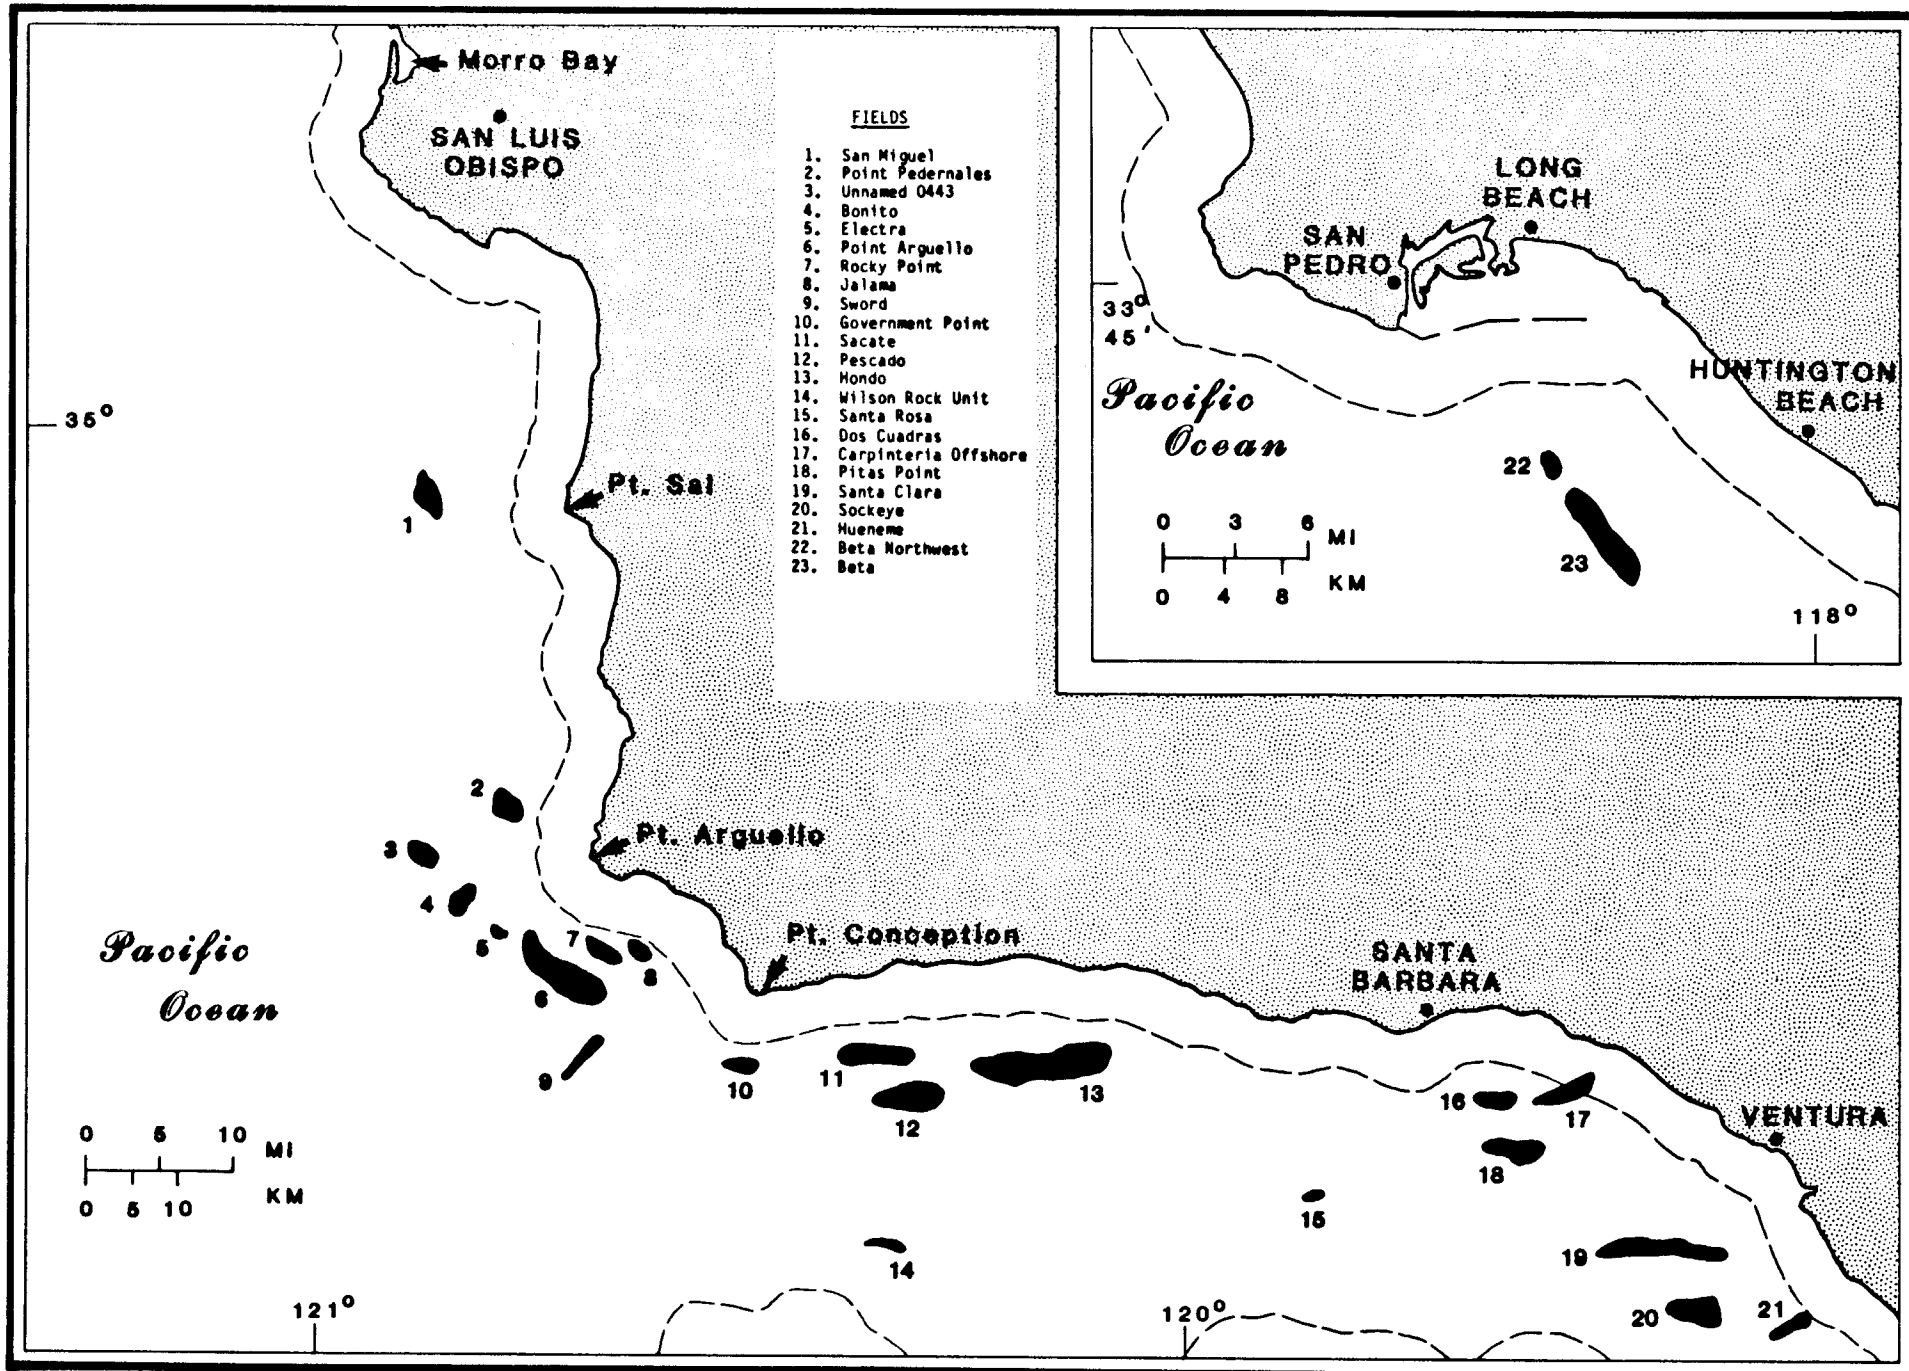 Morro Bay
SAN LUIS
OBISPO
35°
1
Pt. Sal
2
3
Pt. Arguello
4
5
6
7
8
Pt. Conception
Pacific
Ocean
9
10
11
12
13
SANTA
BARBARA
16
17
VENTURA
18
15
14
19
20
21
0 5 10 MI
0 5 10 KM
121°
120°
FIELDS
1. San Miguel
2. Point Pedernales
3. Unnamed 0443
4. Bonito
5. Electra
6. Point Arguello
7. Rocky Point
8. Jalama
9. Sword
10. Government Point
11. Sacate
12. Pescado
13. Hondo
14. Wilson Rock Unit
15. Santa Rosa
16. Dos Cuadras
17. Carpinteria Offshore
18. Pitas Point
19. Santa Clara
20. Sockeye
21. Hueneme
22. Beta Northwest
23. Beta
LONG
BEACH
SAN
PEDRO
33°
45'
HUNTINGTON
BEACH
Pacific
Ocean
22
23
0 3 6 MI
0 4 8 KM
118°